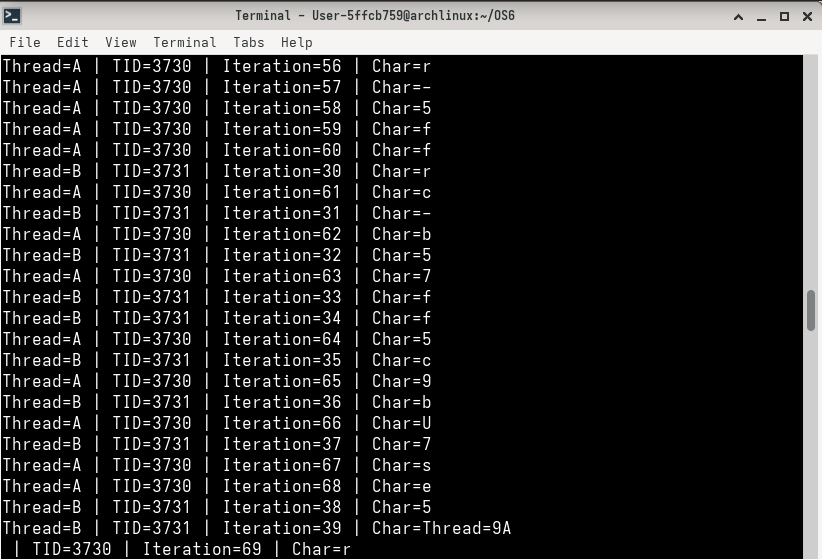 Terminal - User-5ffcb759@archlinux:~/OS6
File Edit View Terminal Tabs Help
Thread=A | TID=3730 | Iteration=56 | Char=r
Thread=A | TID=3730 | Iteration=57 | Char=-
Thread=A | TID=3730 | Iteration=58 | Char=5
Thread=A | TID=3730 | Iteration=59 | Char=f
Thread=A | TID=3730 | Iteration=60 | Char=f
Thread=B | TID=3731 | Iteration=30 | Char=r
Thread=A | TID=3730 | Iteration=61 | Char=c
Thread=B | TID=3731 | Iteration=31 | Char=-
Thread=A | TID=3730 | Iteration=62 | Char=b
Thread=B | TID=3731 | Iteration=32 | Char=5
Thread=A | TID=3730 | Iteration=63 | Char=7
Thread=B | TID=3731 | Iteration=33 | Char=f
Thread=B | TID=3731 | Iteration=34 | Char=f
Thread=A | TID=3730 | Iteration=64 | Char=5
Thread=B | TID=3731 | Iteration=35 | Char=c
Thread=A | TID=3730 | Iteration=65 | Char=9
Thread=B | TID=3731 | Iteration=36 | Char=b
Thread=A | TID=3730 | Iteration=66 | Char=U
Thread=B | TID=3731 | Iteration=37 | Char=7
Thread=A | TID=3730 | Iteration=67 | Char=s
Thread=A | TID=3730 | Iteration=68 | Char=e
Thread=B | TID=3731 | Iteration=38 | Char=5
Thread=B | TID=3731 | Iteration=39 | Char=Thread=9A
 | TID=3730 | Iteration=69 | Char=r